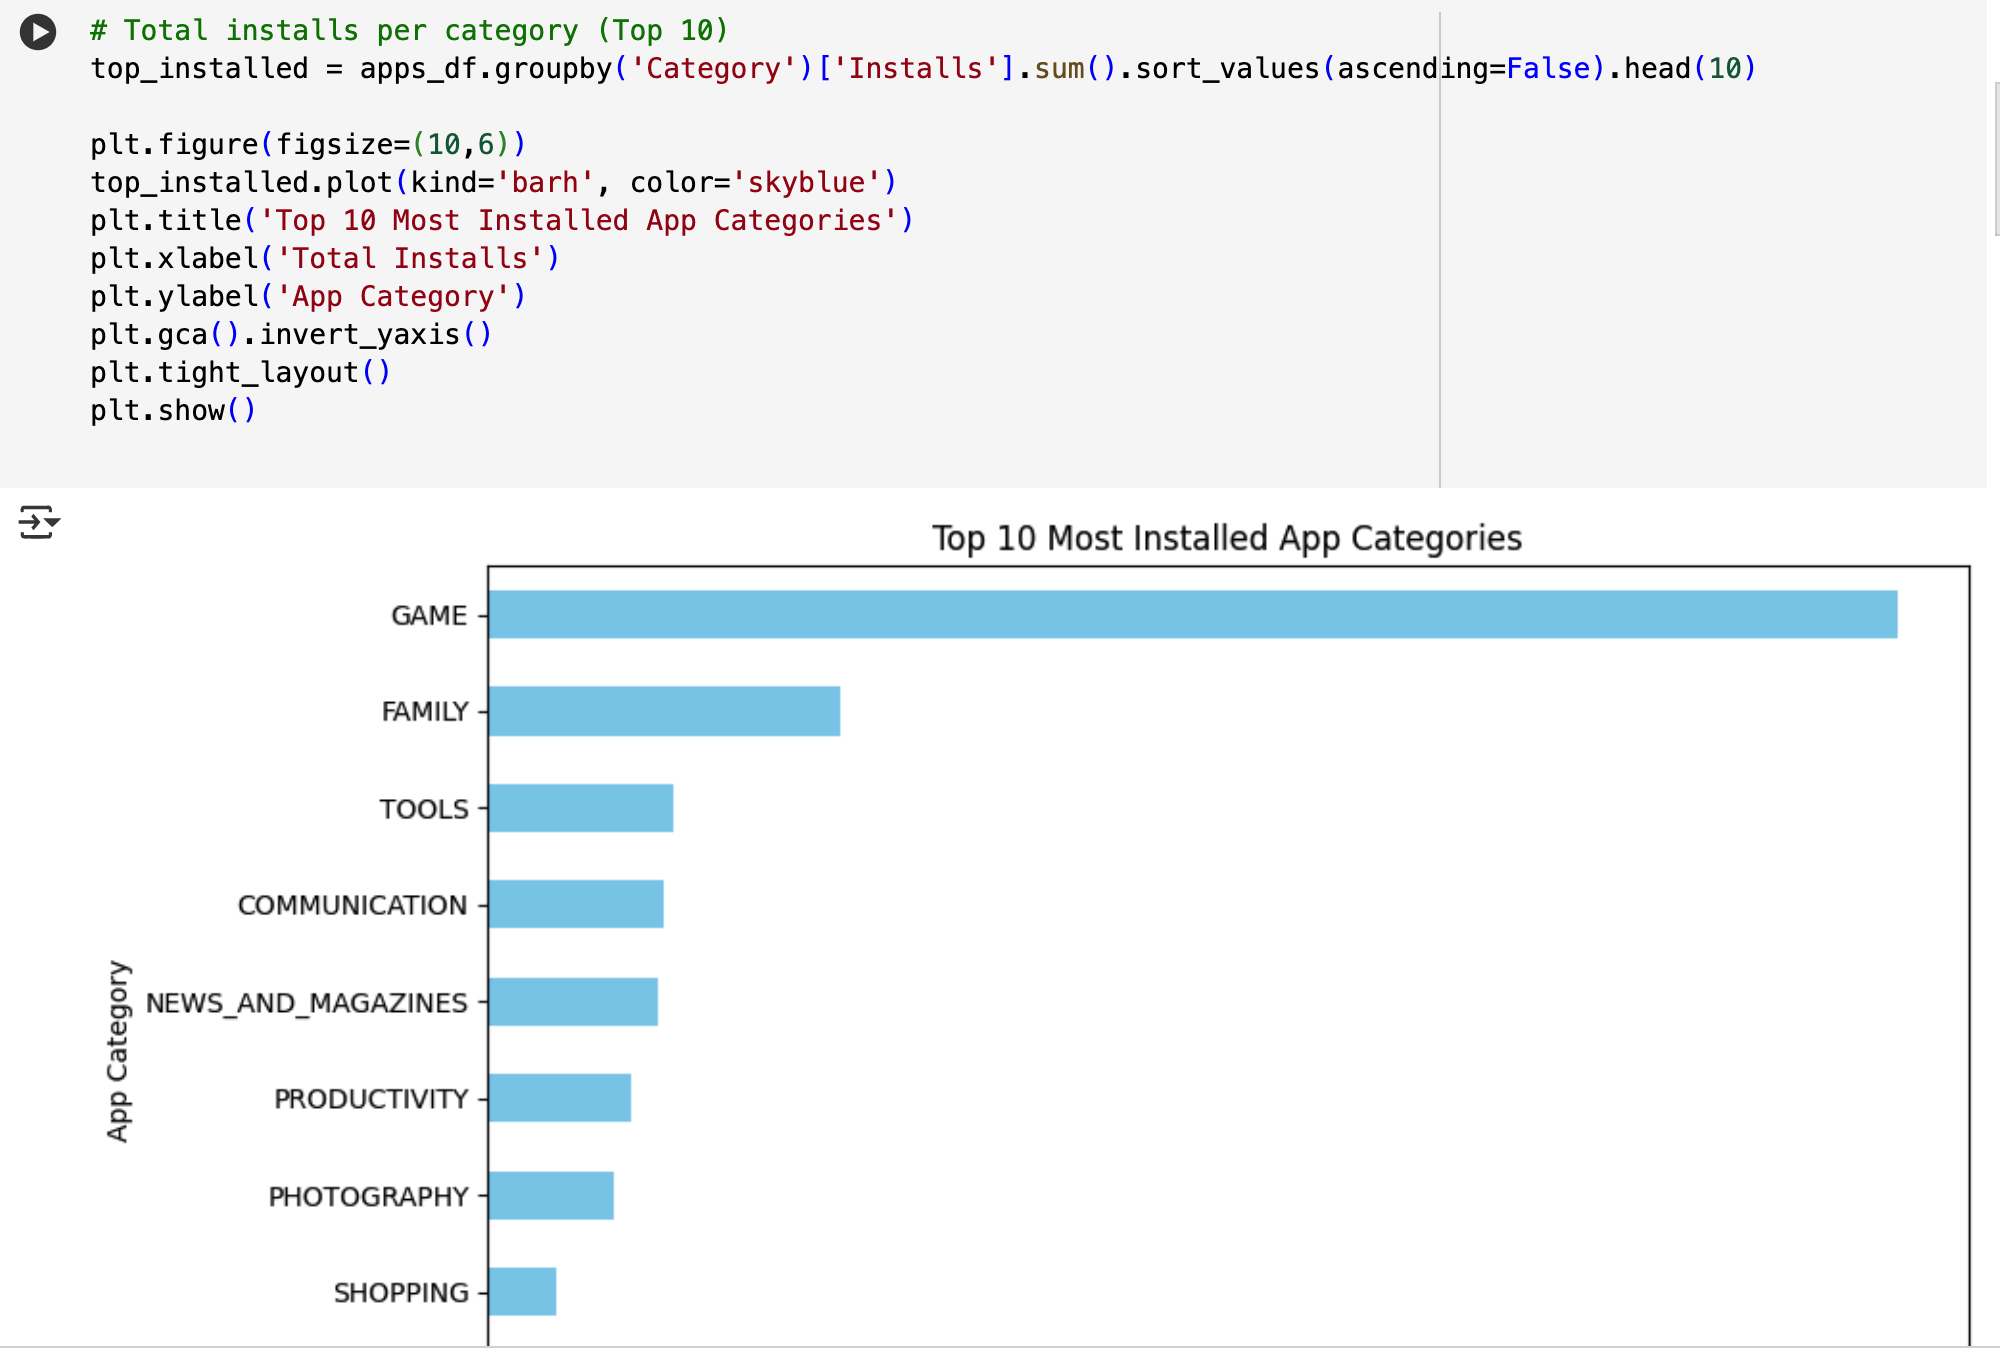 # Total installs per category (Top 10)
top_installed = apps_df.groupby('Category')['Installs'].sum().sort_values(ascending=False).head(10)
plt.figure(figsize=(10,6))
top_installed.plot(kind='barh', color='skyblue')
plt.title('Top 10 Most Installed App Categories')
plt.xlabel('Total Installs')
plt.ylabel('App Category')
plt.gca().invert_yaxis()
plt.tight_layout()
plt.show()
Top 10 Most Installed App Categories
GAME
FAMILY
TOOLS
COMMUNICATION
NEWS_AND_MAGAZINES
PRODUCTIVITY
PHOTOGRAPHY
SHOPPING
App Category